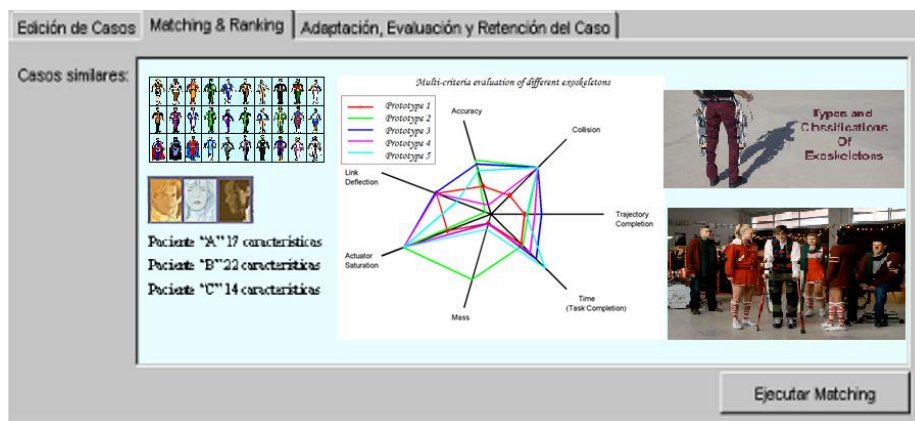 Edición de Casos
Matching & Ranking
Adaptación, Evaluación y Retención del Caso
Casos similares:
Paciente "A" 17 características
Paciente "B" 22 características
Paciente "C" 14 características
Multi-criteria evaluation of different exoskeletons
Prototype 1
Prototype 2
Prototype 3
Prototype 4
Prototype 5
Accuracy
Collision
Link
Deflection
Trajectory
Completion
Actuator
Saturation
Mass
Time
(Task Completion)
Types and
Classifications
Of
Exoskeletons
Ejecutar Matching